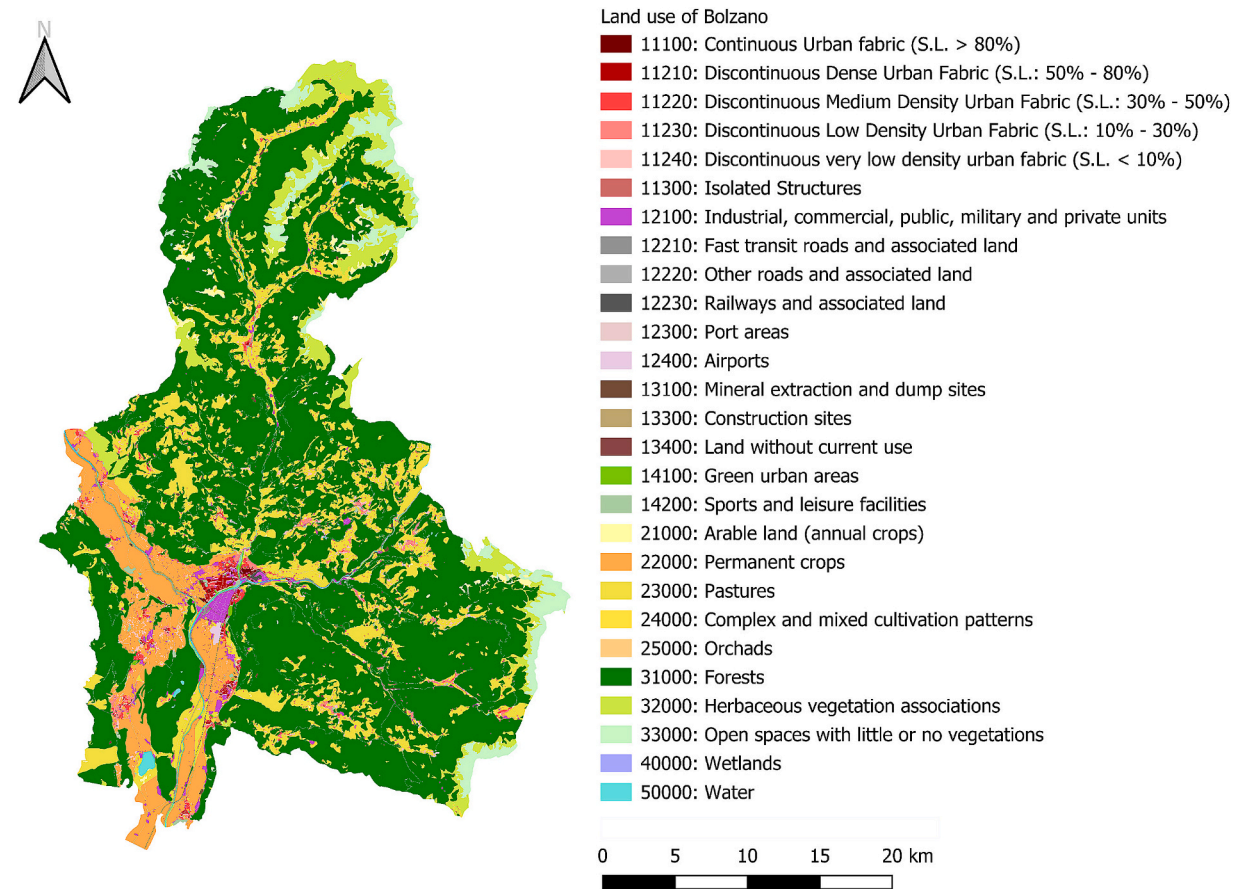 N
Land use of Bolzano
11100: Continuous Urban fabric (S.L. > 80%)
11210: Discontinuous Dense Urban Fabric (S.L.: 50% - 80%)
11220: Discontinuous Medium Density Urban Fabric (S.L.: 30% - 50%)
11230: Discontinuous Low Density Urban Fabric (S.L.: 10% - 30%)
11240: Discontinuous very low density urban fabric (S.L. < 10%)
11300: Isolated Structures
12100: Industrial, commercial, public, military and private units
12210: Fast transit roads and associated land
12220: Other roads and associated land
12230: Railways and associated land
12300: Port areas
12400: Airports
13100: Mineral extraction and dump sites
13300: Construction sites
13400: Land without current use
14100: Green urban areas
14200: Sports and leisure facilities
21000: Arable land (annual crops)
22000: Permanent crops
23000: Pastures
24000: Complex and mixed cultivation patterns
25000: Orchads
31000: Forests
32000: Herbaceous vegetation associations
33000: Open spaces with little or no vegetations
40000: Wetlands
50000: Water
0 5 10 15 20 km